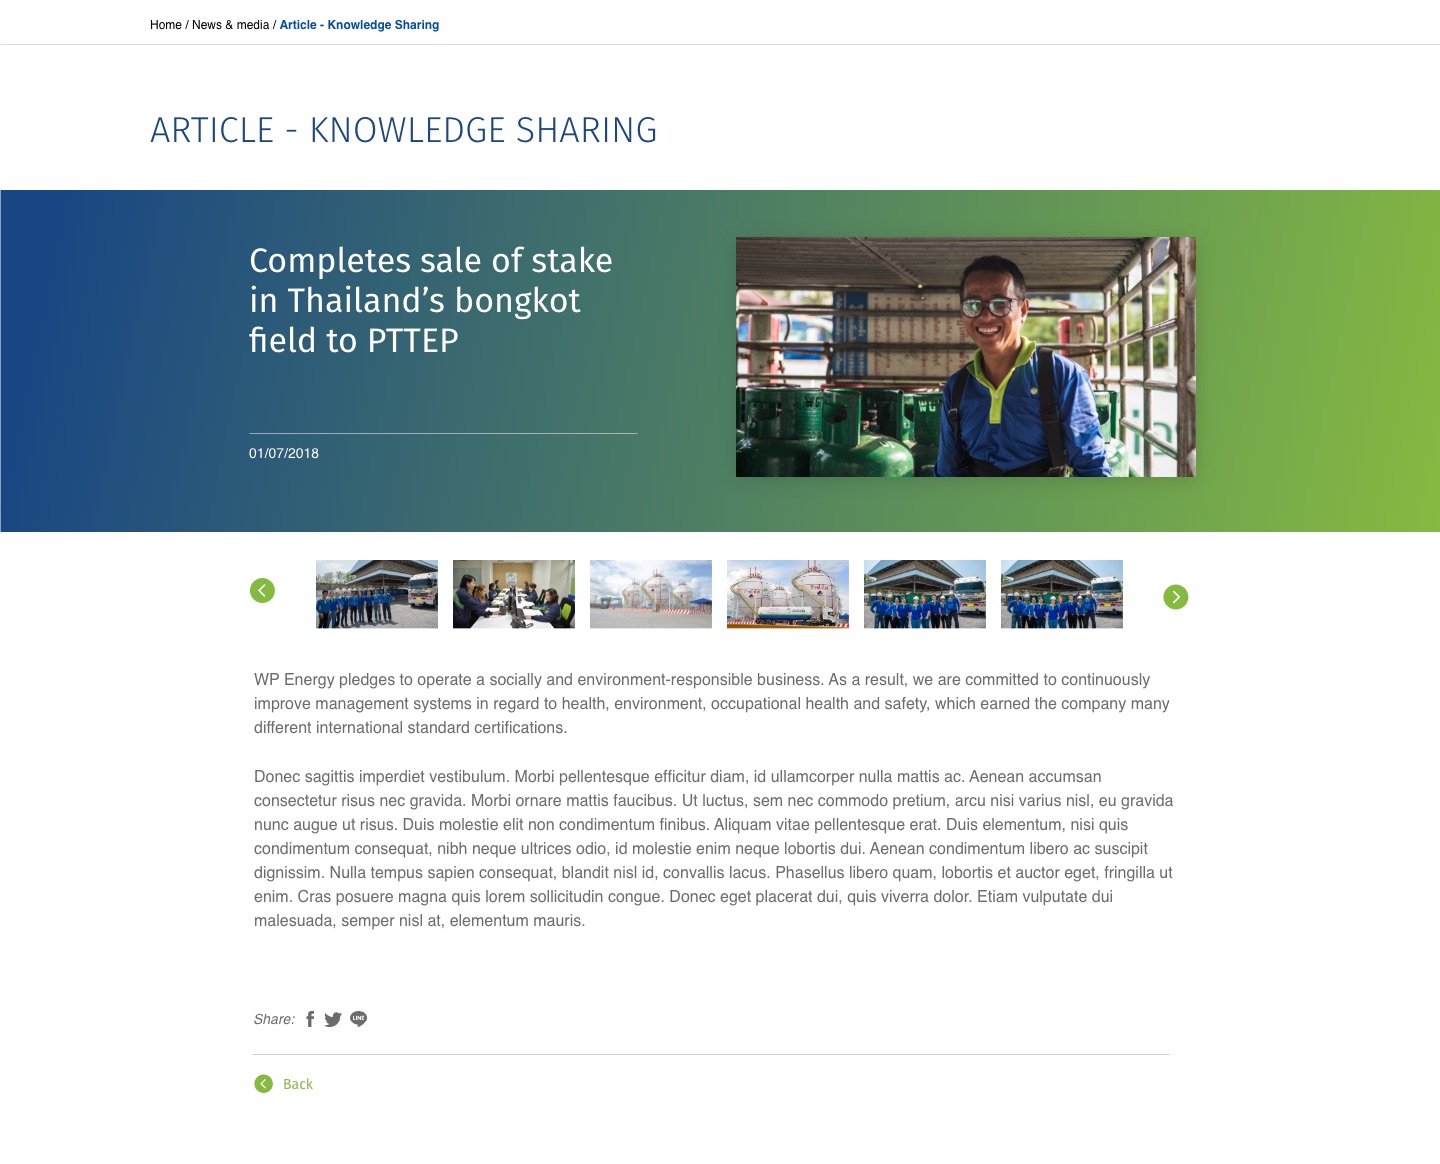 Home / News & media / Article - Knowledge Sharing
ARTICLE - KNOWLEDGE SHARING
Completes sale of stake
in Thailand’s bongkot
field to PTTEP
01/07/2018
WG
WP Energy pledges to operate a socially and environment-responsible business. As a result, we are committed to continuously
improve management systems in regard to health, environment, occupational health and safety, which earned the company many
different international standard certifications.
Donec sagittis imperdiet vestibulum. Morbi pellentesque efficitur diam, id ullamcorper nulla mattis ac. Aenean accumsan
consectetur risus nec gravida. Morbi ornare mattis faucibus. Ut luctus, sem nec commodo pretium, arcu nisi varius nisl, eu gravida
nunc augue ut risus. Duis molestie elit non condimentum finibus. Aliquam vitae pellentesque erat. Duis elementum, nisi quis
condimentum consequat, nibh neque ultrices odio, id molestie enim neque lobortis dui. Aenean condimentum libero ac suscipit
dignissim. Nulla tempus sapien consequat, blandit nisl id, convallis lacus. Phasellus libero quam, lobortis et auctor eget, fringilla ut
enim. Cras posuere magna quis lorem sollicitudin congue. Donec eget placerat dui, quis viverra dolor. Etiam vulputate dui
malesuada, semper nisl at, elementum mauris.
Share:
LINE
Back